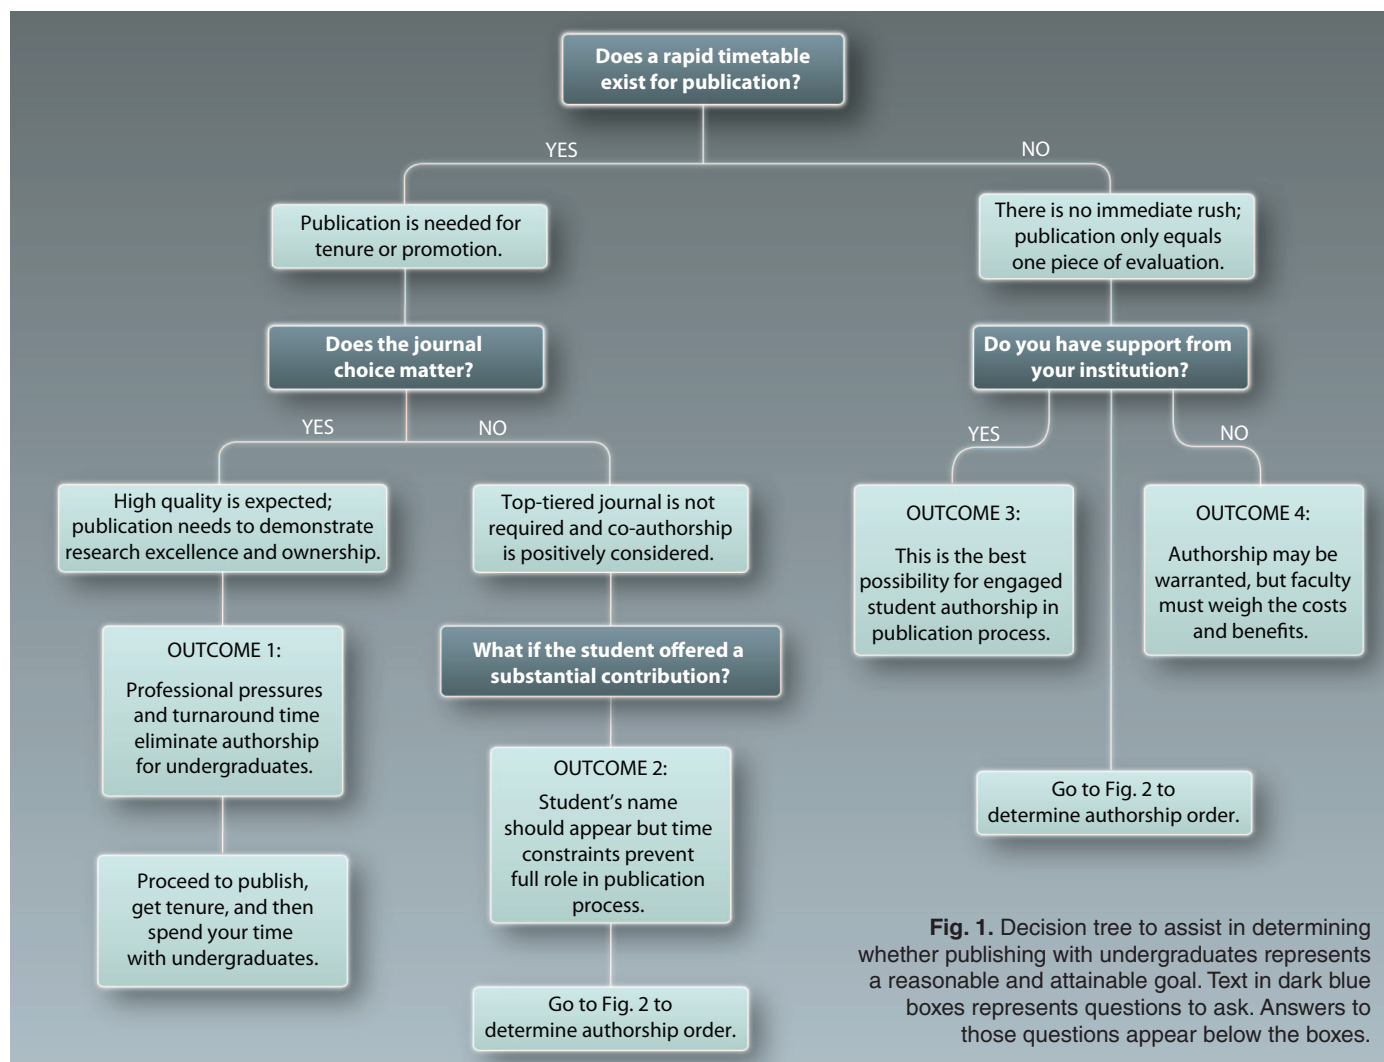 Does a rapid timetable
exist for publication?
YES
NO
Publication is needed for
tenure or promotion.
There is no immediate rush;
publication only equals
one piece of evaluation.
Does the journal
choice matter?
Do you have support from
your institution?
YES
NO
YES
NO
High quality is expected;
publication needs to demonstrate
research excellence and ownership.
Top-tiered journal is not
required and co-authorship
is positively considered.
OUTCOME 3:
This is the best
possibility for engaged
student authorship in
publication process.
OUTCOME 4:
Authorship may be
warranted, but faculty
must weigh the costs
and benefits.
OUTCOME 1:
Professional pressures
and turnaround time
eliminate authorship
for undergraduates.
What if the student offered a
substantial contribution?
OUTCOME 2:
Student’s name
should appear but time
constraints prevent
full role in publication
process.
Go to Fig. 2 to
determine authorship order.
Proceed to publish,
get tenure, and then
spend your time
with undergraduates.
Go to Fig. 2 to
determine authorship order.
Fig. 1. Decision tree to assist in determining
whether publishing with undergraduates represents
a reasonable and attainable goal. Text in dark blue
boxes represents questions to ask. Answers to
those questions appear below the boxes.